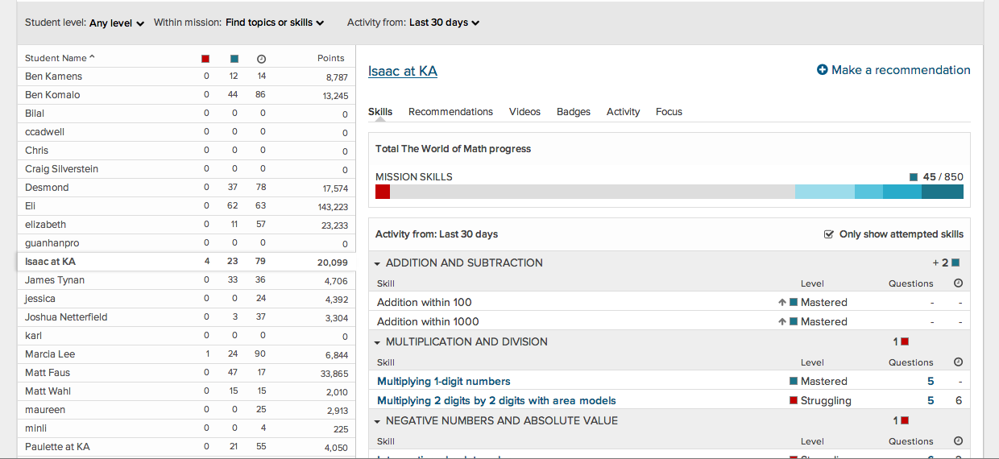 Student level: Any level Within mission: Find topics or skills Activity from: Last 30 days
Student Name Points
Ben Kamens 0 12 14 8,787
Ben Komalo 0 44 86 13,245
Bilal 0 0 0 0
ccadwell 0 0 0 0
Chris 0 0 0 0
Craig Silverstein 0 0 0 0
Desmond 0 37 78 17,574
Eli 0 62 63 143,223
elizabeth 0 11 57 23,233
guanhanpro 0 0 0 0
Isaac at KA 4 23 79 20,099
James Tynan 0 33 36 4,706
jessica 0 0 24 4,392
Joshua Netterfield 0 3 37 3,304
karl 0 0 0 0
Marcia Lee 1 24 90 6,844
Matt Faus 0 47 17 33,865
Matt Wahl 0 15 15 2,010
maureen 0 0 25 2,913
minli 0 0 4 225
Paulette at KA 0 21 55 4,050
Isaac at KA Make a recommendation
Skills Recommendations Videos Badges Activity Focus
Total The World of Math progress
MISSION SKILLS 45 / 850
Activity from: Last 30 days Only show attempted skills
ADDITION AND SUBTRACTION + 2
Skill Level Questions
Addition within 100 Mastered - -
Addition within 1000 Mastered - -
MULTIPLICATION AND DIVISION 1
Skill Level Questions
Multiplying 1-digit numbers Mastered 5 -
Multiplying 2 digits by 2 digits with area models Struggling 5 6
NEGATIVE NUMBERS AND ABSOLUTE VALUE 1
Skill Level Questions